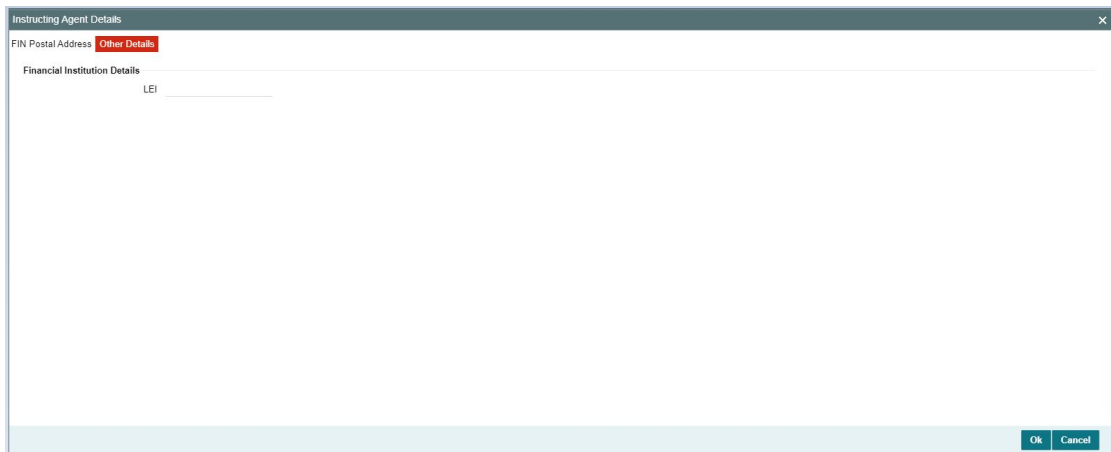 Instructing Agent Details
FIN Postal Address Other Details
Financial Institution Details
LEI
Ok Cancel